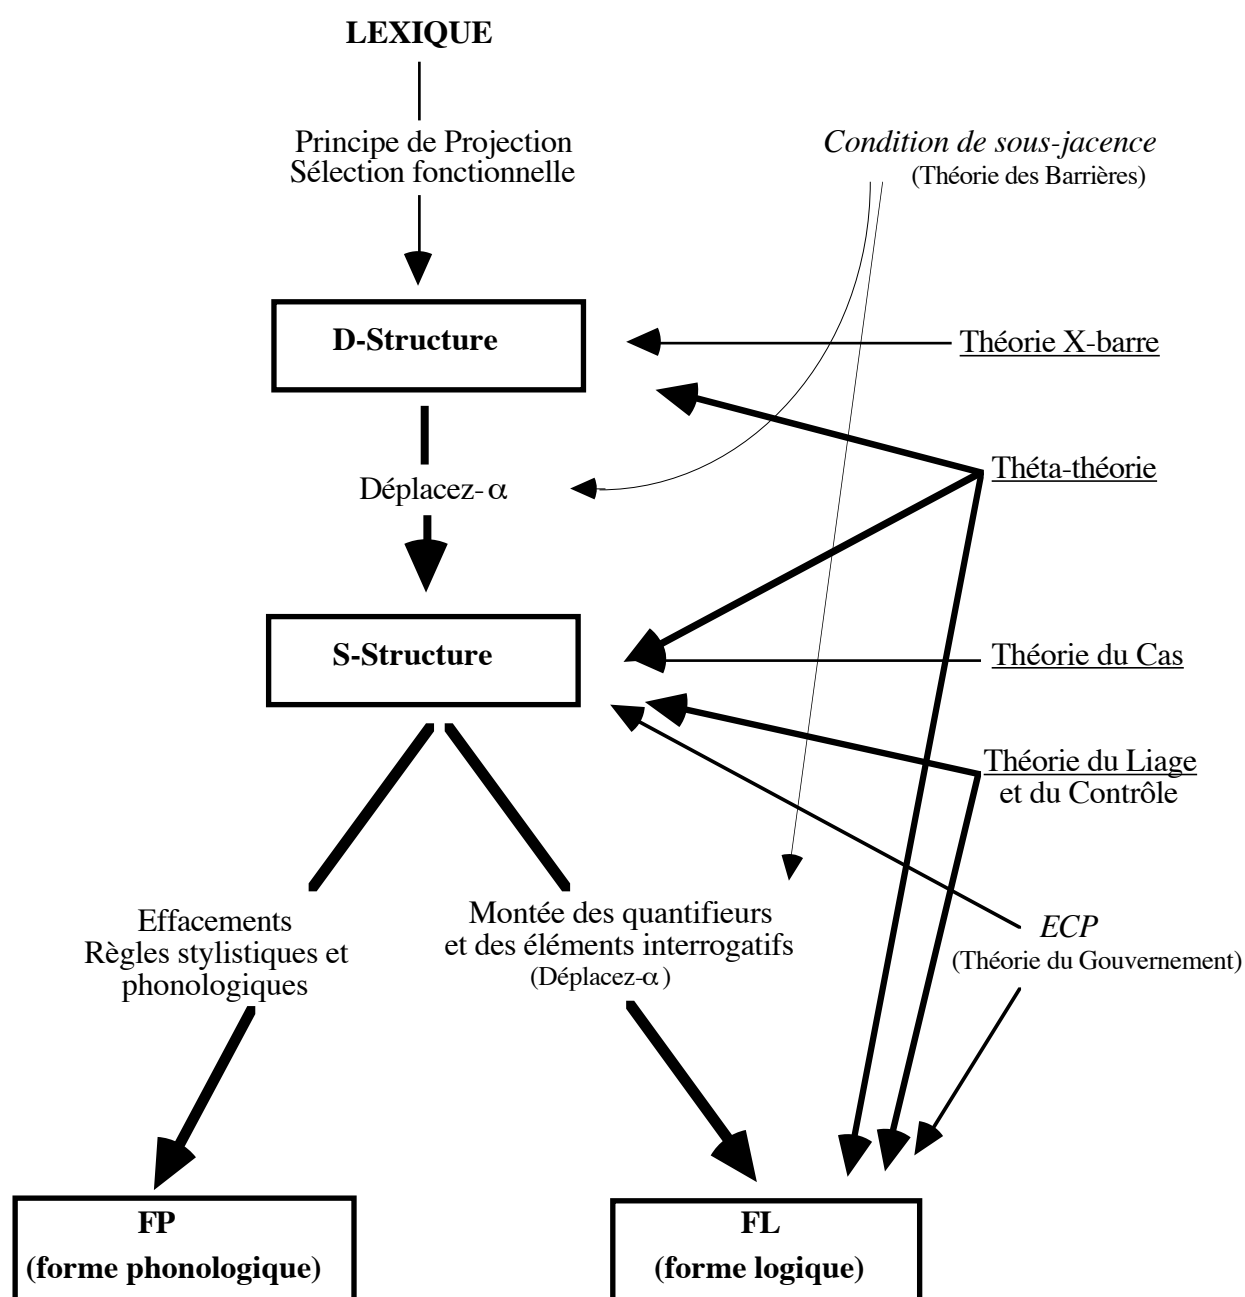 LEXIQUE
Principe de Projection
Sélection fonctionnelle
Condition de sous-jacence
(Théorie des Barrières)
D-Structure
Théorie X-barre
Théta-théorie
Déplacez-α
S-Structure
Théorie du Cas
Théorie du Liage
et du Contrôle
Effacements
Règles stylistiques et
phonologiques
Montée des quantifieurs
et des éléments interrogatifs
(Déplacez-α)
ECP
(Théorie du Gouvernement)
FP
(forme phonologique)
FL
(forme logique)